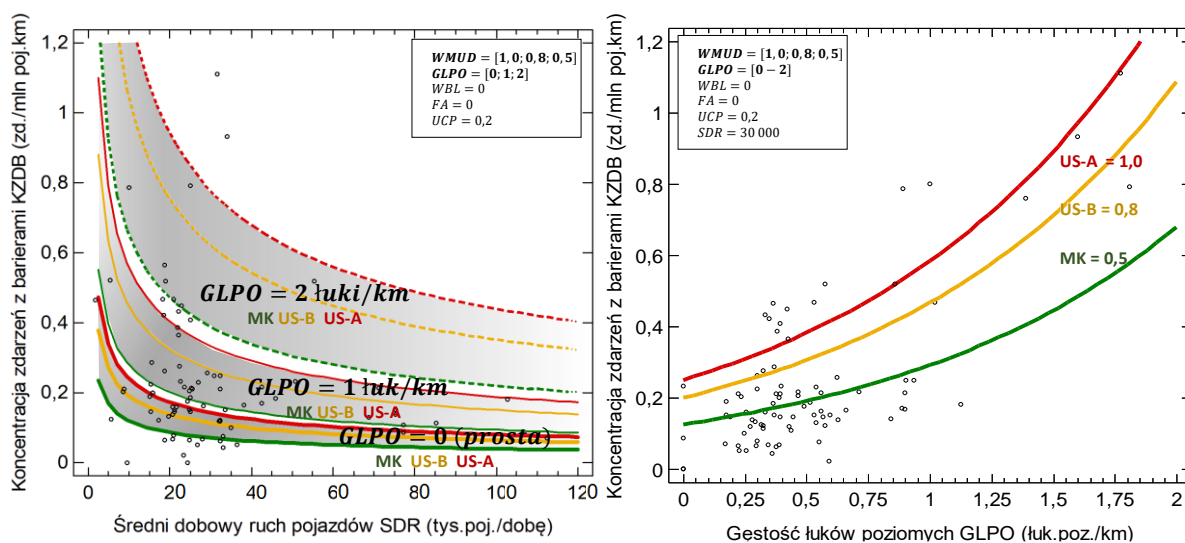 Koncentracja zdarzeń z barierami KZDB (zd./mln poj.km)
1,2
1
0,8
0,6
0,4
0,2
0
WMUD = [1,0; 0,8; 0,5]
GLPO = [0; 1; 2]
WBL = 0
FA = 0
UCP = 0,2
GLPO = 2 łuki/km
MK US-B US-A
GLPO = 1 łuk/km
MK US-B US-A
GLPO = 0 (prosta)
MK US-B US-A
0 20 40 60 80 100 120
Średni dobowy ruch pojazdów SDR (tys.poj./dobę)
Koncentracja zdarzeń z barierami KZDB (zd./mln poj.km)
1,2
1
0,8
0,6
0,4
0,2
0
WMUD = [1,0; 0,8; 0,5]
GLPO = [0 − 2]
WBL = 0
FA = 0
UCP = 0,2
SDR = 30 000
US-A = 1,0
US-B = 0,8
MK = 0,5
0 0,25 0,5 0,75 1 1,25 1,5 1,75 2
Gęstość łuków poziomych GLPO (łuk.poz./km)